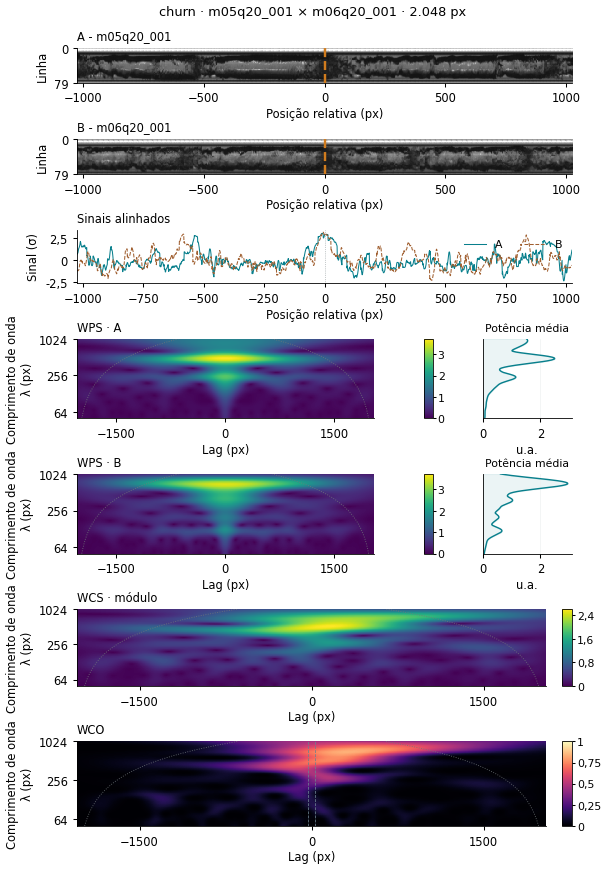 churn · m05q20_001 × m06q20_001 · 2.048 px
A - m05q20_001
0
79
Linha
−1000
−500
0
500
1000
Posição relativa (px)
B - m06q20_001
0
79
Linha
−1000
−500
0
500
1000
Posição relativa (px)
Sinais alinhados
2,5
0
−2,5
Sinal (σ)
A
B
−1000
−750
−500
−250
0
250
500
750
1000
Posição relativa (px)
WPS · A
1024
256
64
Comprimento de onda
λ (px)
−1500
0
1500
Lag (px)
3
2
1
0
Potência média
0
2
u.a.
WPS · B
1024
256
64
Comprimento de onda
λ (px)
−1500
0
1500
Lag (px)
3
2
1
0
Potência média
0
2
u.a.
WCS · módulo
1024
256
64
Comprimento de onda
λ (px)
−1500
0
1500
Lag (px)
2,4
1,6
0,8
0
WCO
1024
256
64
Comprimento de onda
λ (px)
−1500
0
1500
Lag (px)
1
0,75
0,5
0,25
0